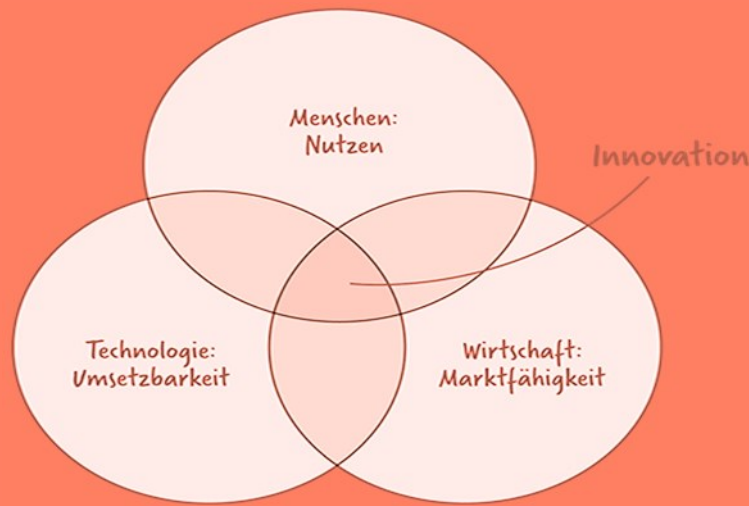 Menschen:
Nutzen
Innovation
Technologie:
Umsetzbarkeit
Wirtschaft:
Marktfähigkeit